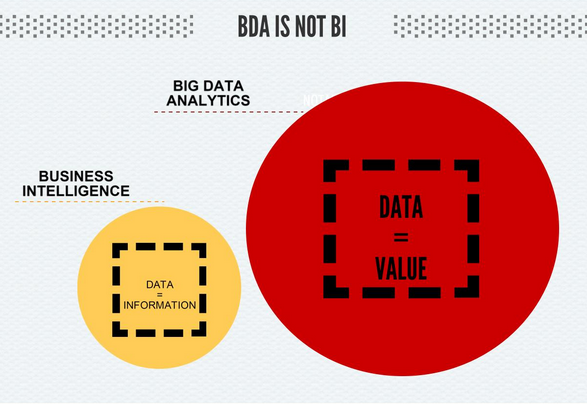 BDA IS NOT BI
BIG DATA
ANALYTICS
BUSINESS
INTELLIGENCE
DATA
=
INFORMATION
DATA
=
VALUE